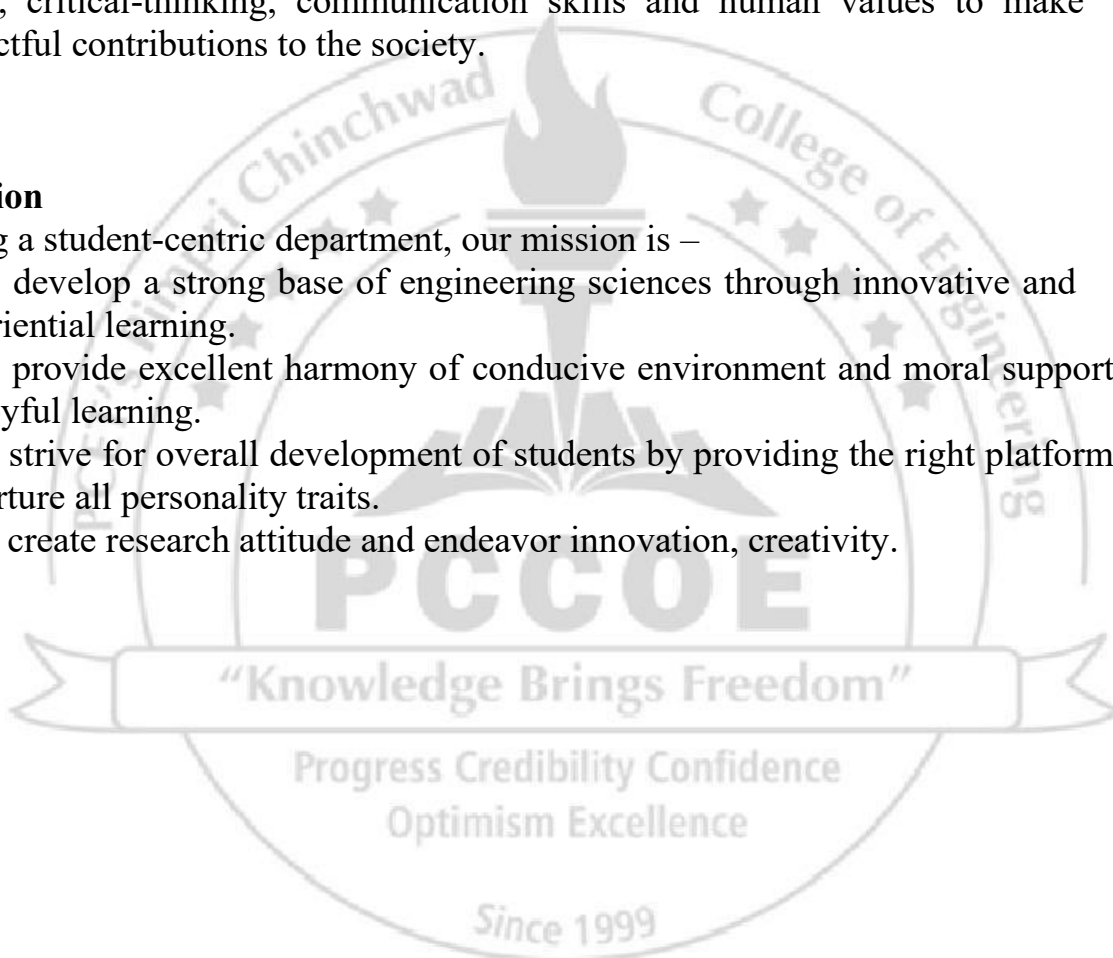 , critical-thinking, communication skills and human values to make
ctful contributions to the society.
ion
g a student-centric department, our mission is –
develop a strong base of engineering sciences through innovative and
riential learning.
provide excellent harmony of conducive environment and moral support
yful learning.
strive for overall development of students by providing the right platform
rture all personality traits.
create research attitude and endeavor innovation, creativity.
Chinchwad College of Engineering
PCCOE
"Knowledge Brings Freedom"
Progress Credibility Confidence
Optimism Excellence
Since 1999